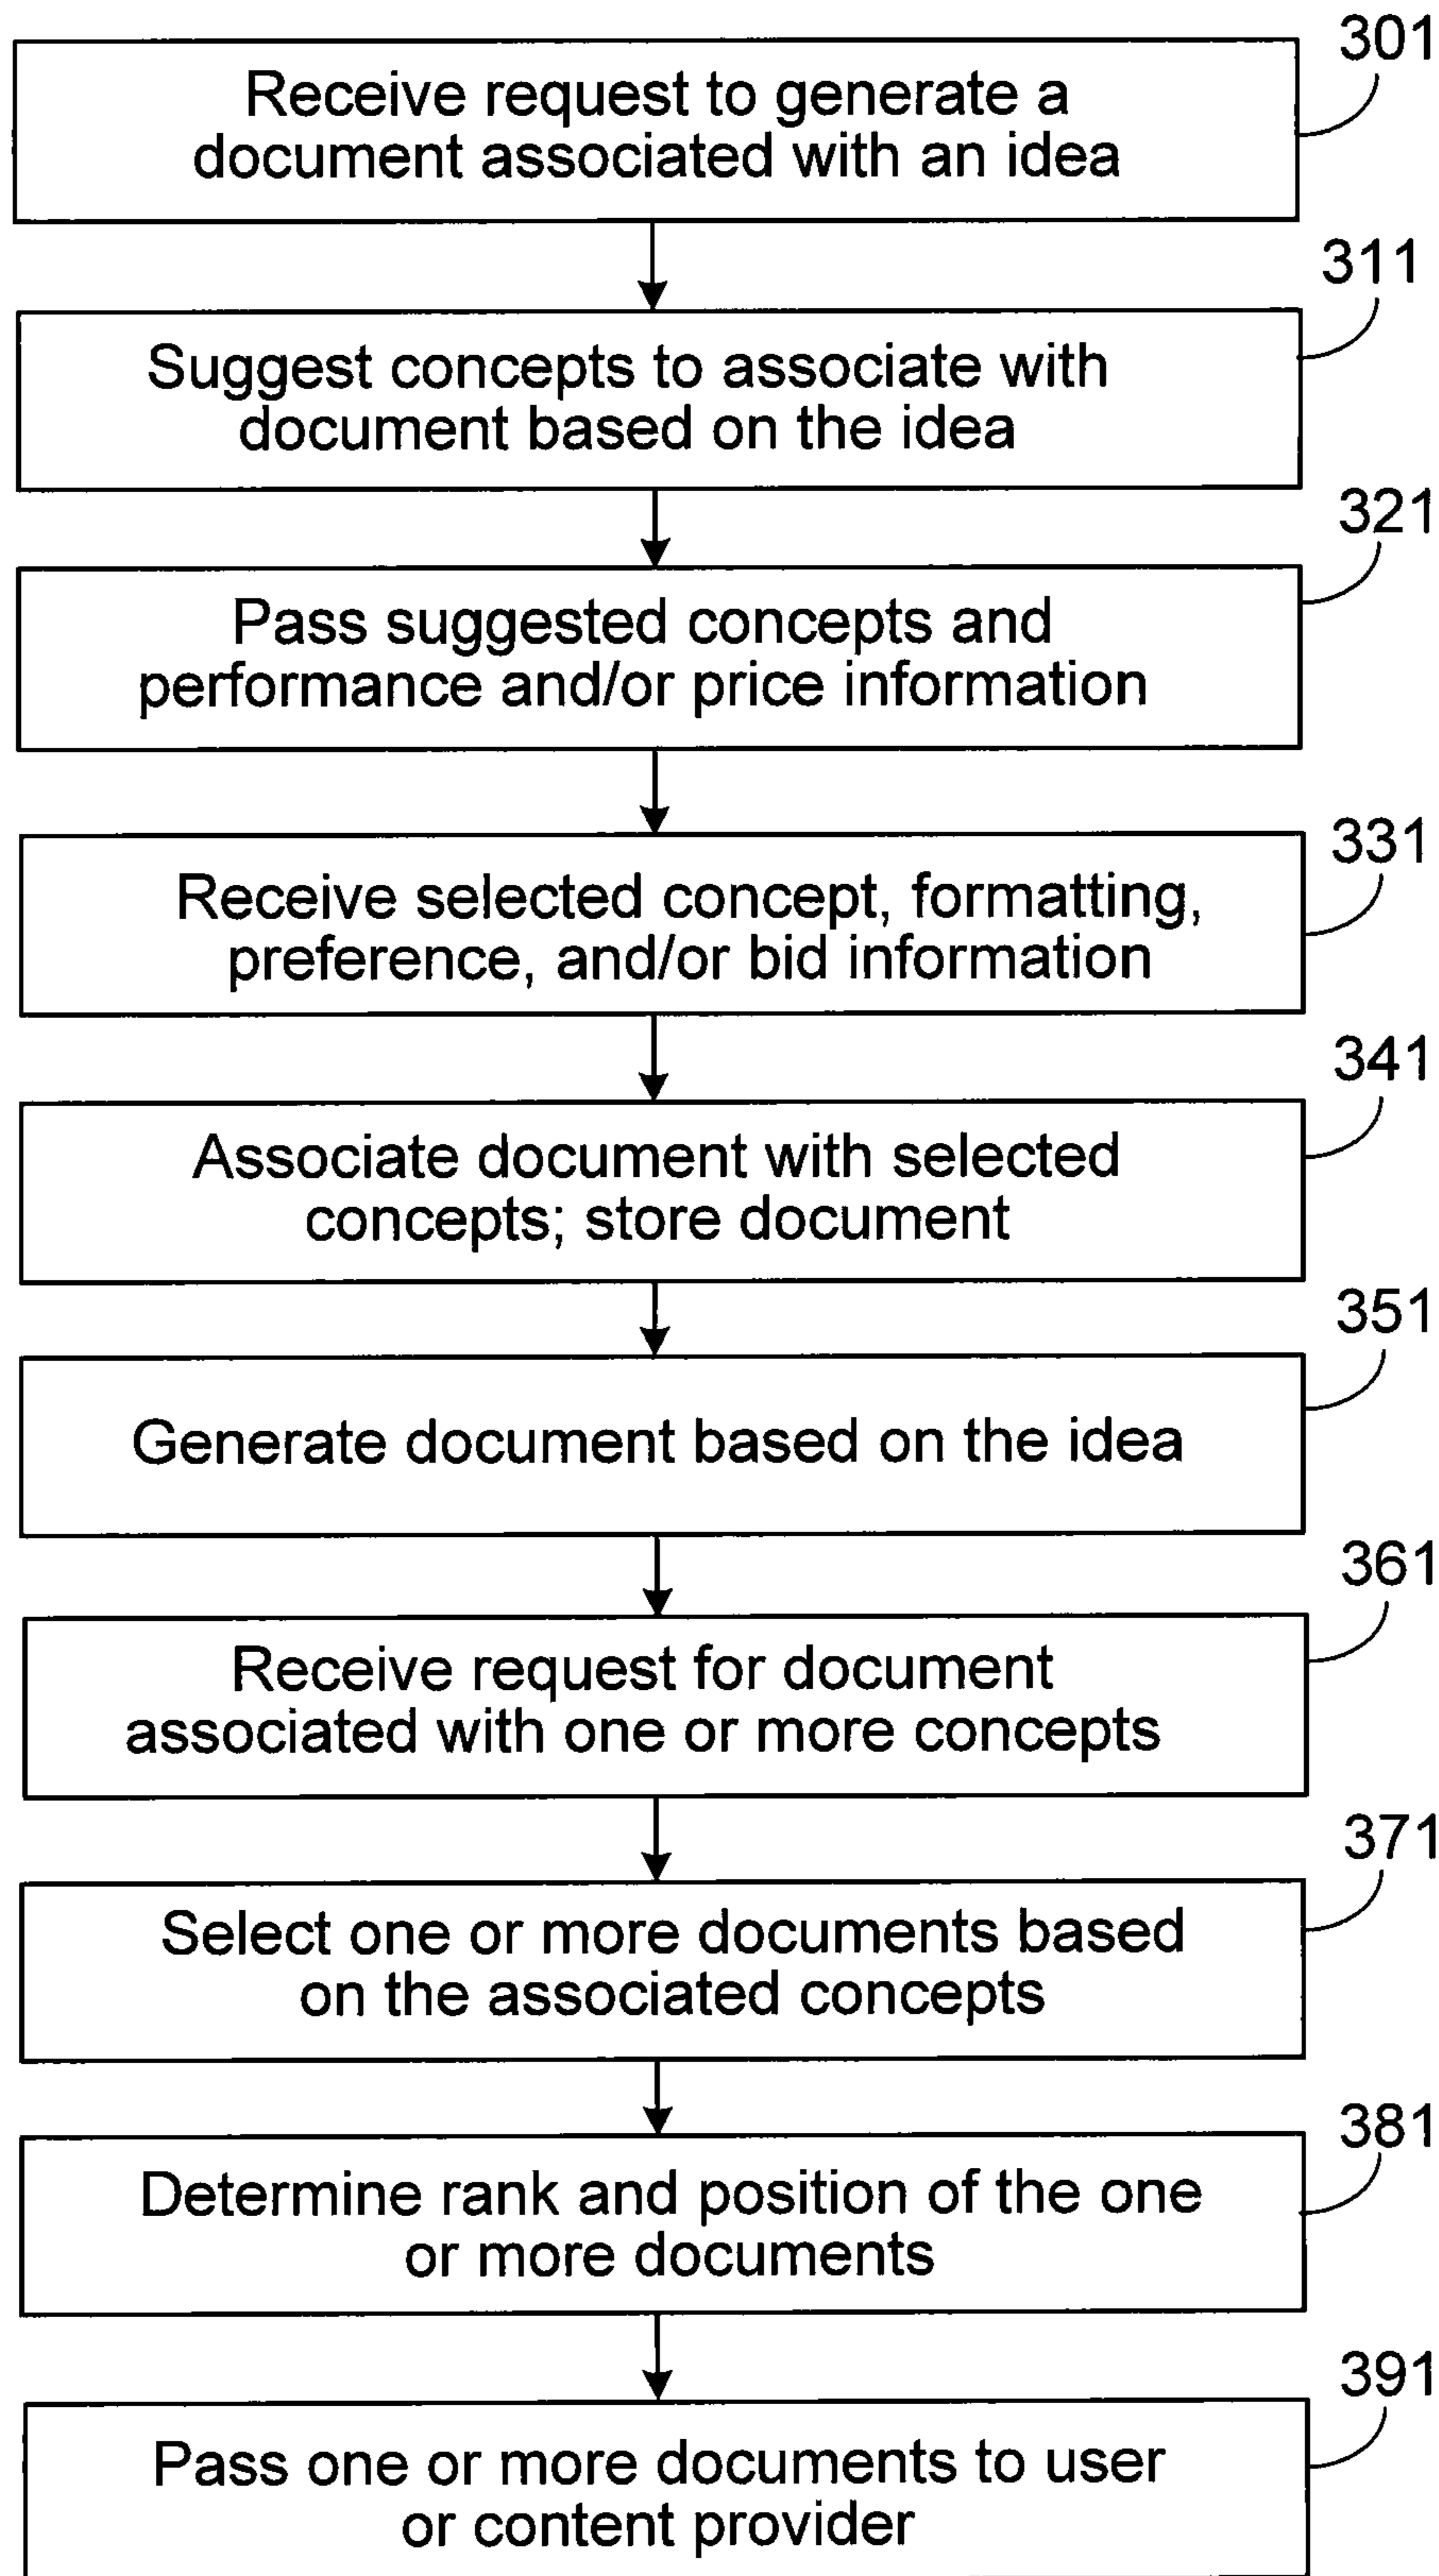 301
Receive request to generate a
document associated with an idea
311
Suggest concepts to associate with
document based on the idea
321
Pass suggested concepts and
performance and/or price information
331
Receive selected concept, formatting,
preference, and/or bid information
341
Associate document with selected
concepts; store document
351
Generate document based on the idea
361
Receive request for document
associated with one or more concepts
371
Select one or more documents based
on the associated concepts
381
Determine rank and position of the one
or more documents
391
Pass one or more documents to user
or content provider